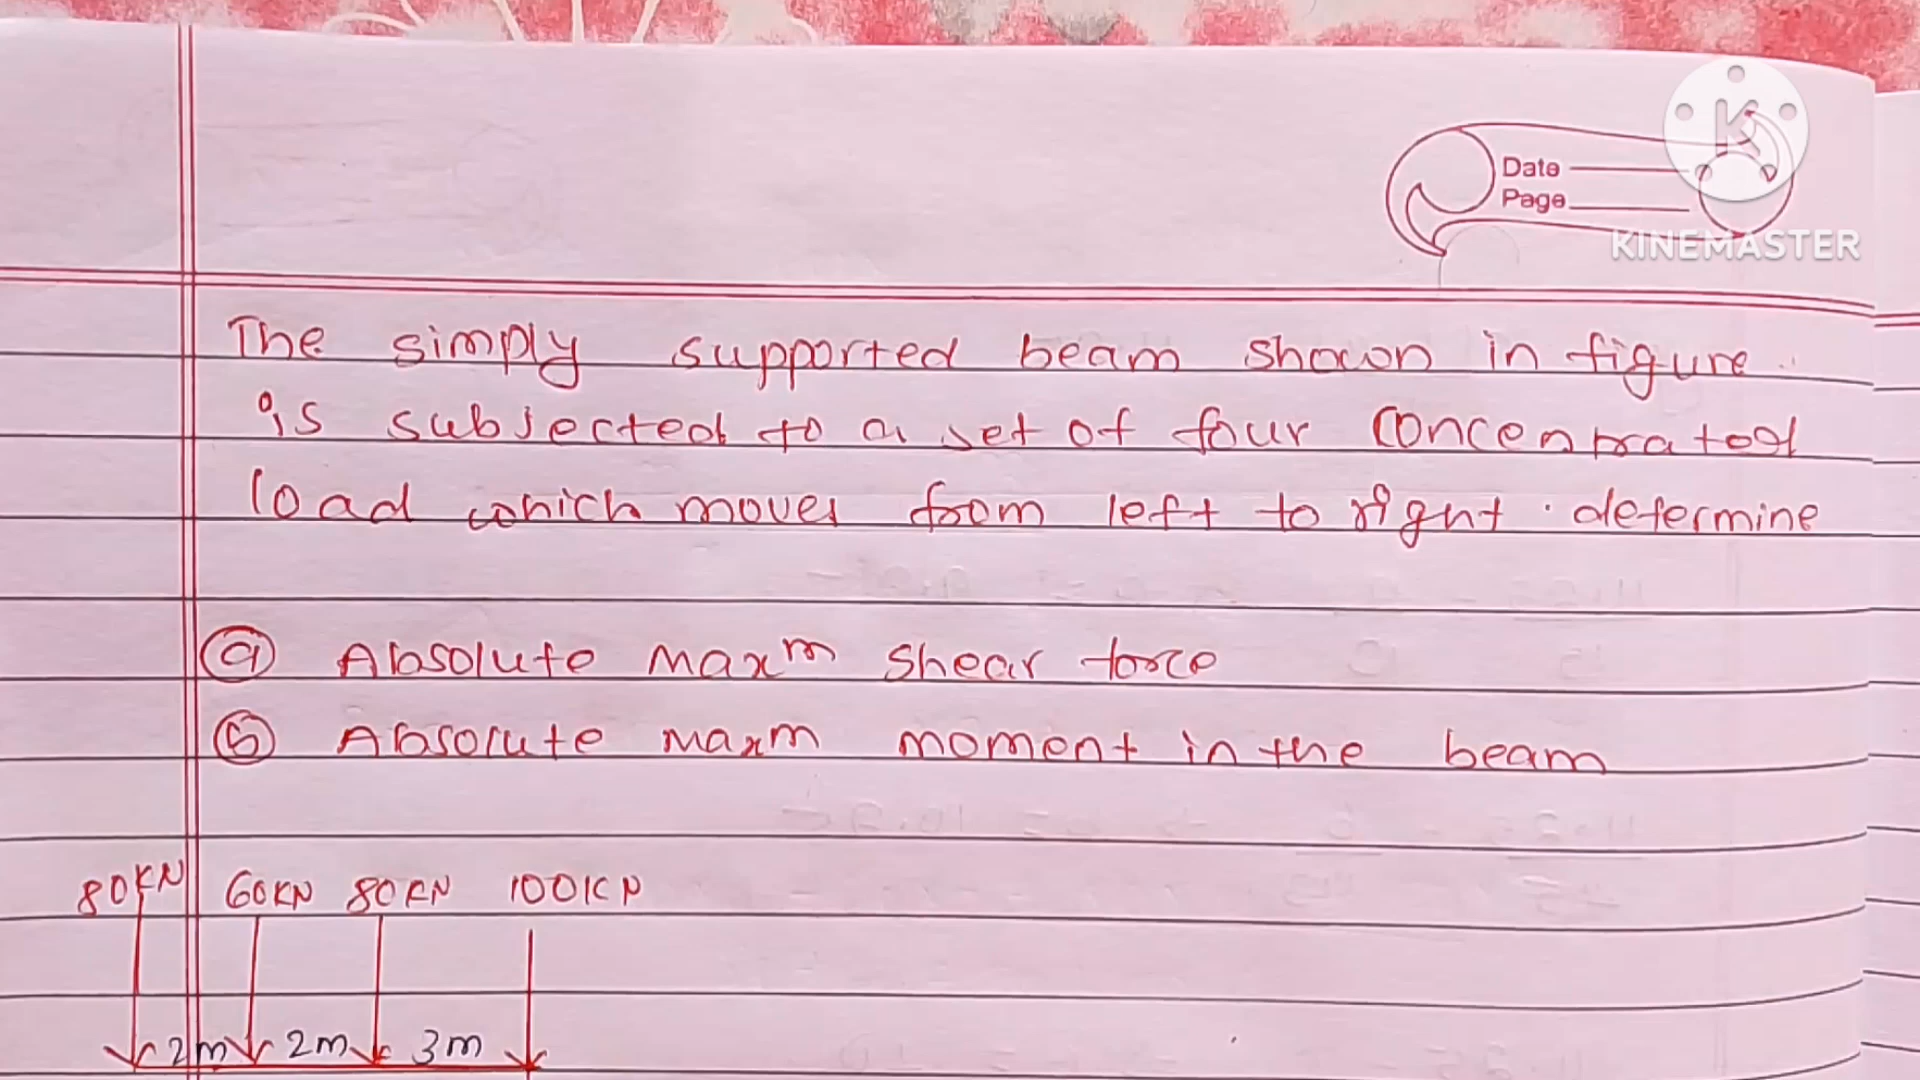 Date
Page
KINEMASTER
The simply supported beam shown in figure
is subjected to a set of four concentrated
load which moves from left to right. determine
(a) Absolute maxm shear force
(b) Absolute maxm moment in the beam
80KN 60KN 80KN 100KN
2m 2m 3m